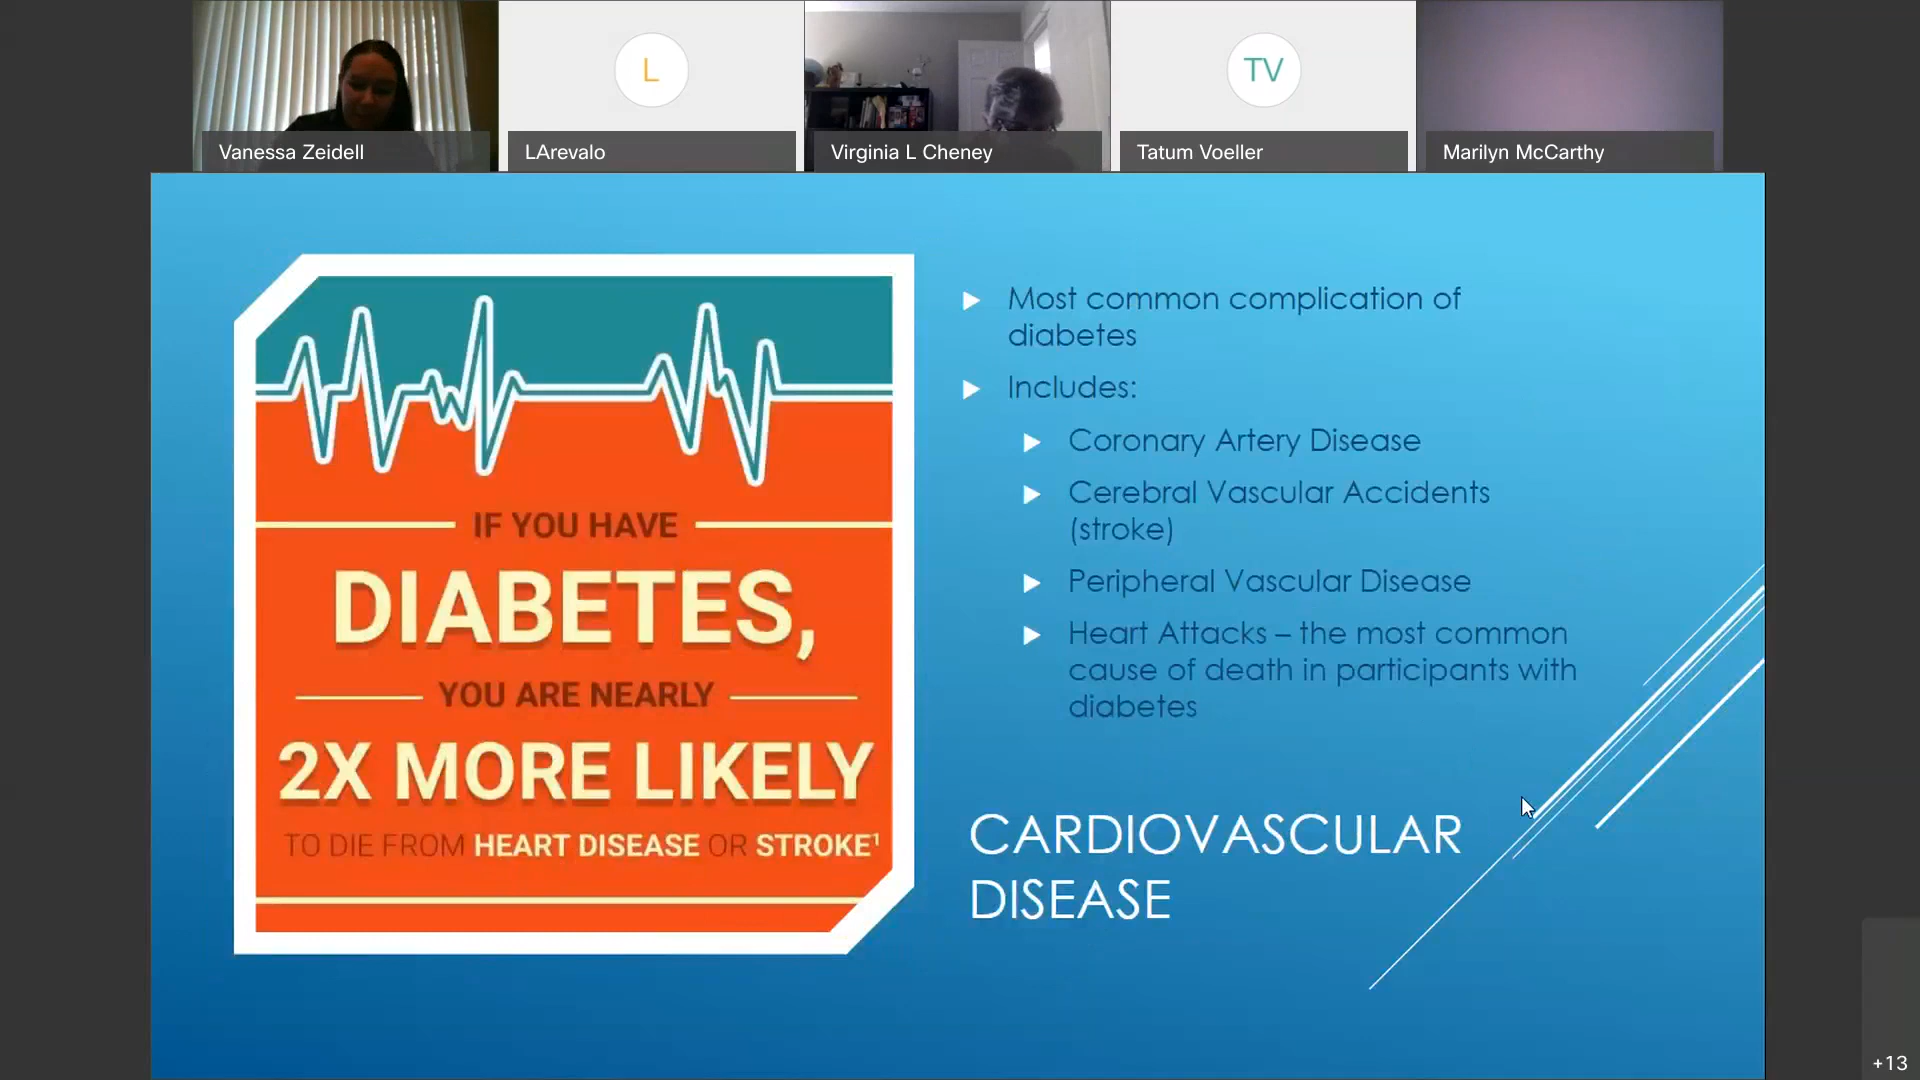 Vanessa Zeidell
L
LArevalo
Virginia L Cheney
TV
Tatum Voeller
Marilyn McCarthy
IF YOU HAVE
DIABETES,
YOU ARE NEARLY
2X MORE LIKELY
TO DIE FROM HEART DISEASE OR STROKE¹
Most common complication of
diabetes
Includes:
Coronary Artery Disease
Cerebral Vascular Accidents
(stroke)
Peripheral Vascular Disease
Heart Attacks – the most common
cause of death in participants with
diabetes
CARDIOVASCULAR
DISEASE
+13